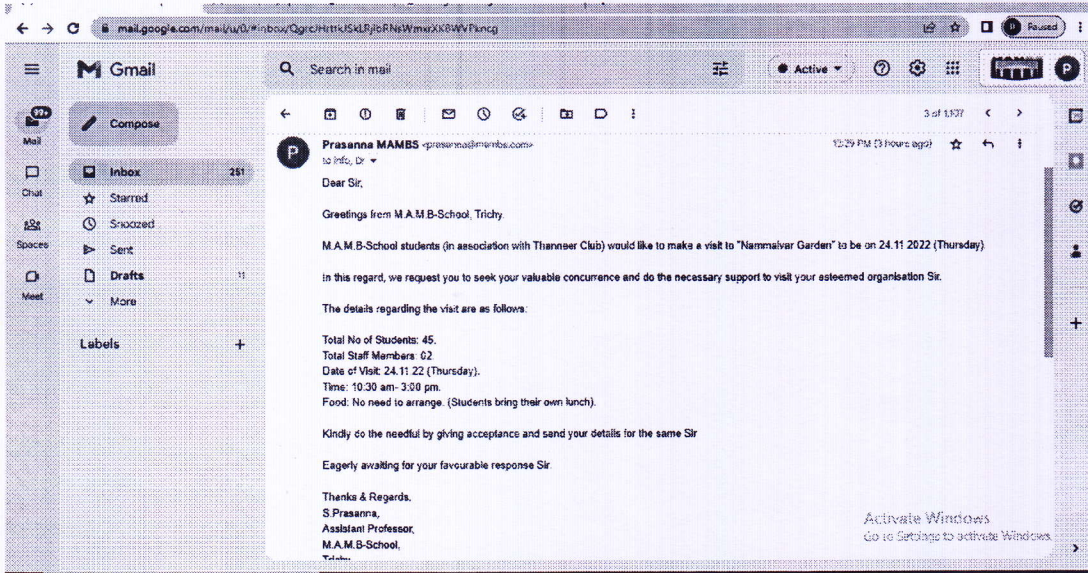 Paused
Gmail
Search in mail
Active
99+
Mail
Compose
3 of 1,107
Prasanna MAMBS <prasanna@mambs.com>
12:29 PM (3 hours ago)
to Info, Dr
Inbox 251
Chat
Starred
Snoozed
Spaces
Sent
Drafts 11
Meet
More
Labels
Dear Sir,
Greetings from M.A.M.B-School, Trichy.
M.A.M.B-School students (in association with Thanneer Club) would like to make a visit to "Nammalvar Garden" to be on 24.11 2022 (Thursday)
In this regard, we request you to seek your valuable concurrence and do the necessary support to visit your esteemed organisation Sir.
The details regarding the visit are as follows:
Total No of Students: 45.
Total Staff Members: 02
Date of Visit: 24.11 22 (Thursday).
Time: 10:30 am- 3:00 pm.
Food: No need to arrange. (Students bring their own lunch).
Kindly do the needful by giving acceptance and send your details for the same Sir
Eagerly awaiting for your favourable response Sir.
Thanks & Regards,
S.Prasanna,
Assistant Professor,
M.A.M.B-School,
Trichy
Activate Windows
Go to Settings to activate Windows.